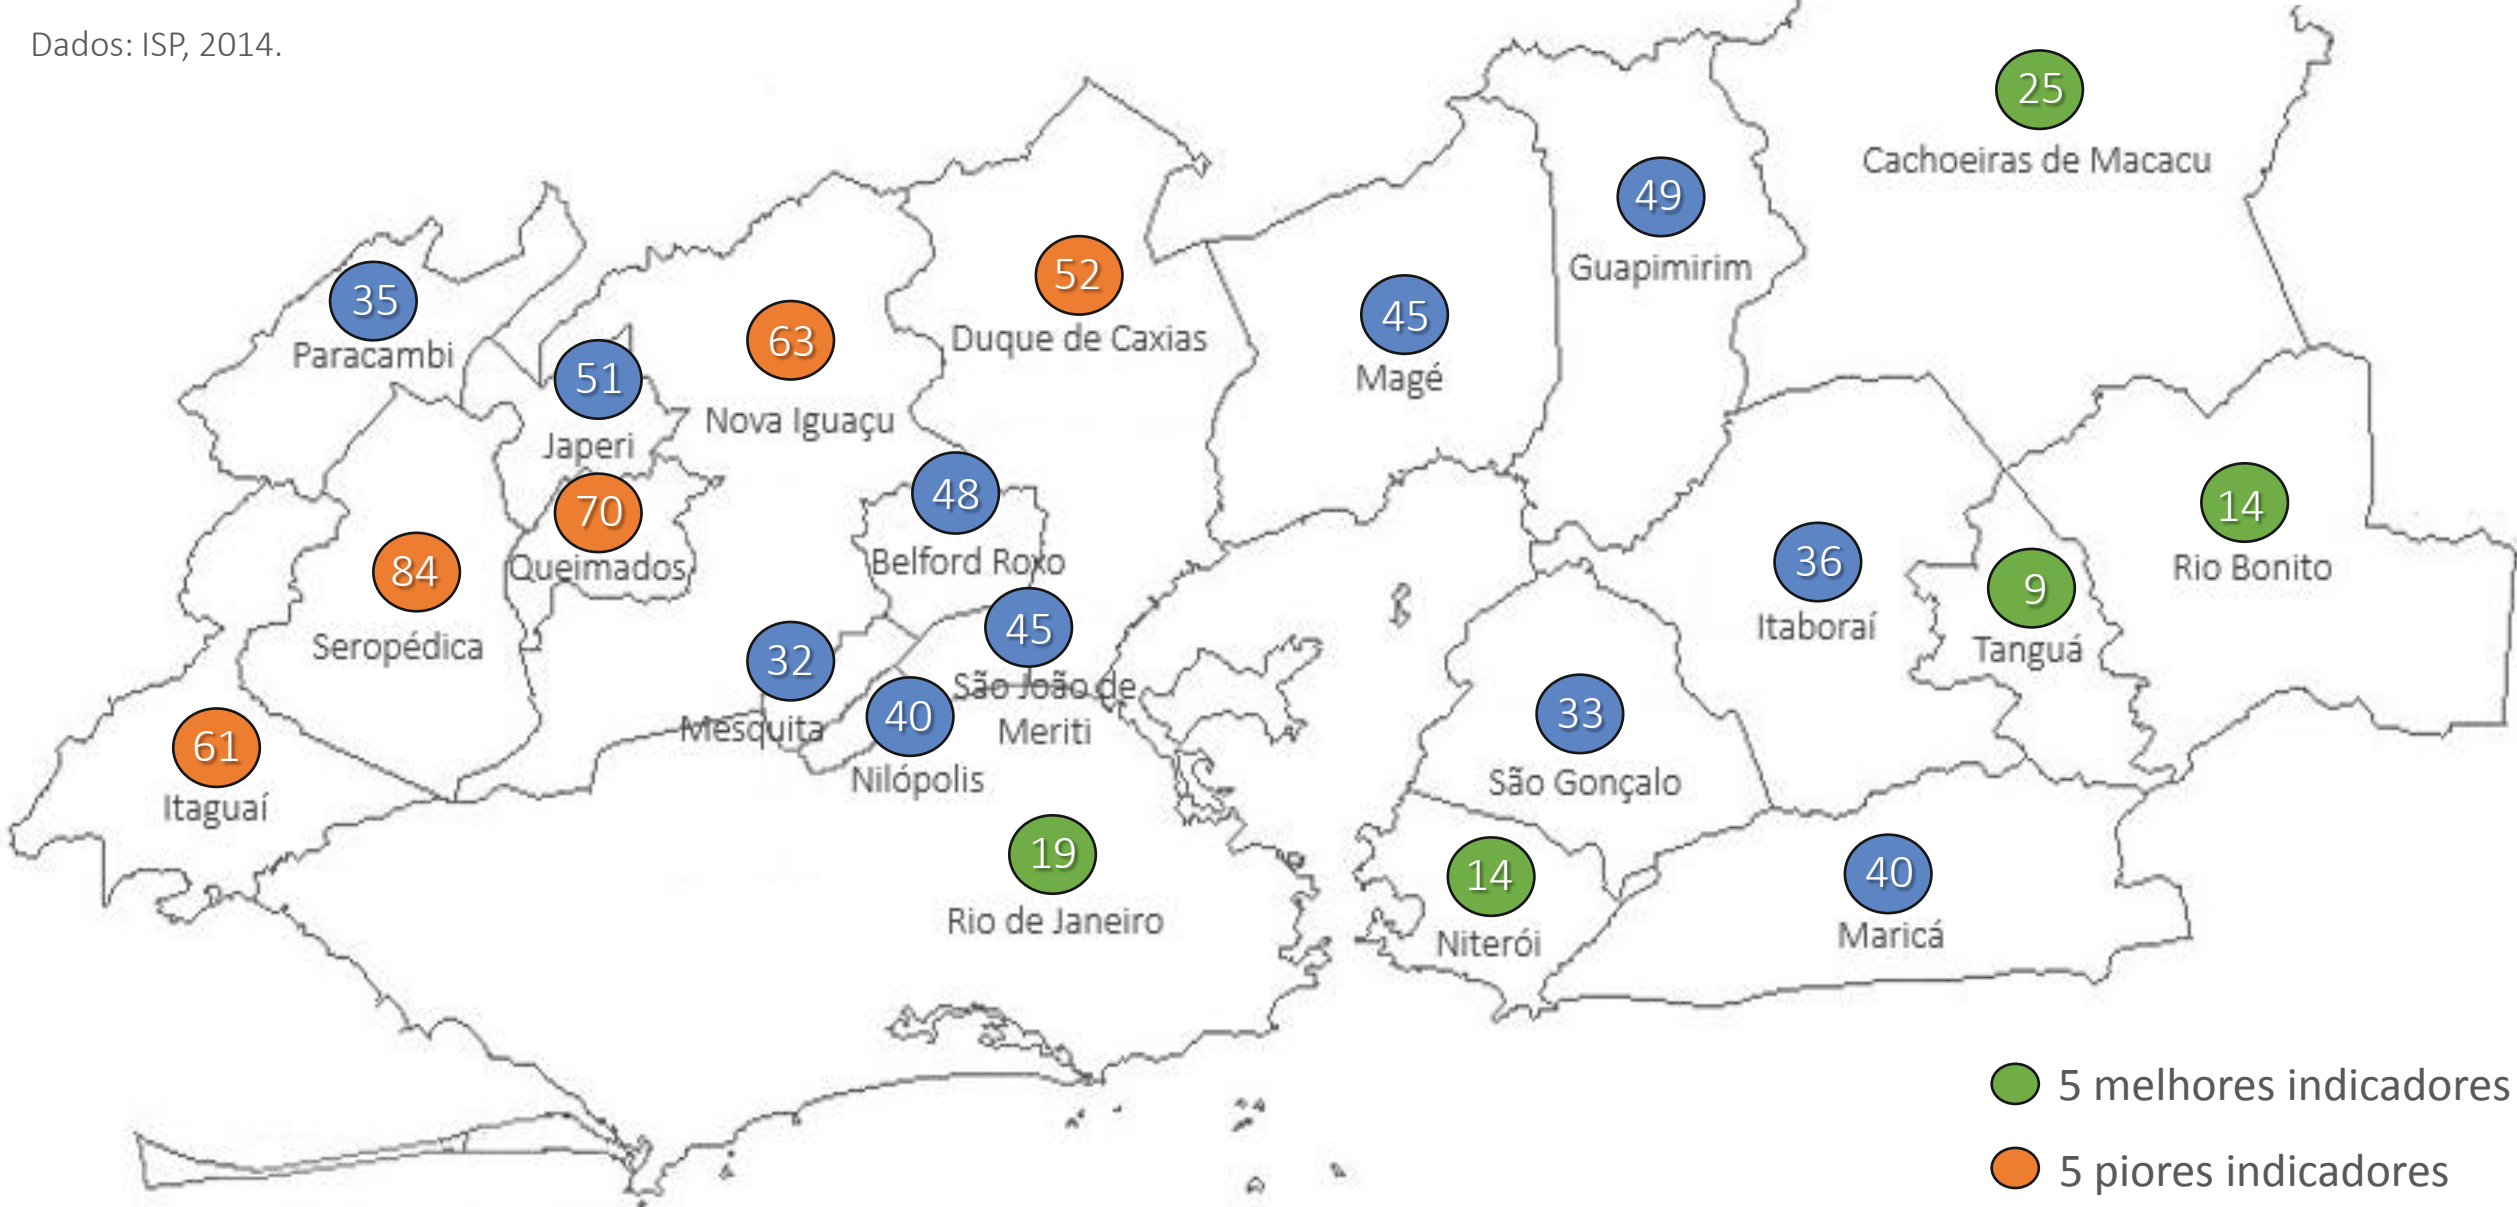 Dados: ISP, 2014.
25
Cachoeiras de Macacu
49
Guapimirim
52
Duque de Caxias
35
Paracambi
63
Nova Iguaçu
45
Magé
51
Japeri
70
Queimados
48
Belford Roxo
14
Rio Bonito
84
Seropédica
36
Itaboraí
9
Tanguá
45
São João de
Meriti
32
Mesquita
40
Nilópolis
33
São Gonçalo
61
Itaguaí
19
Rio de Janeiro
14
Niterói
40
Maricá
5 melhores indicadores
5 piores indicadores